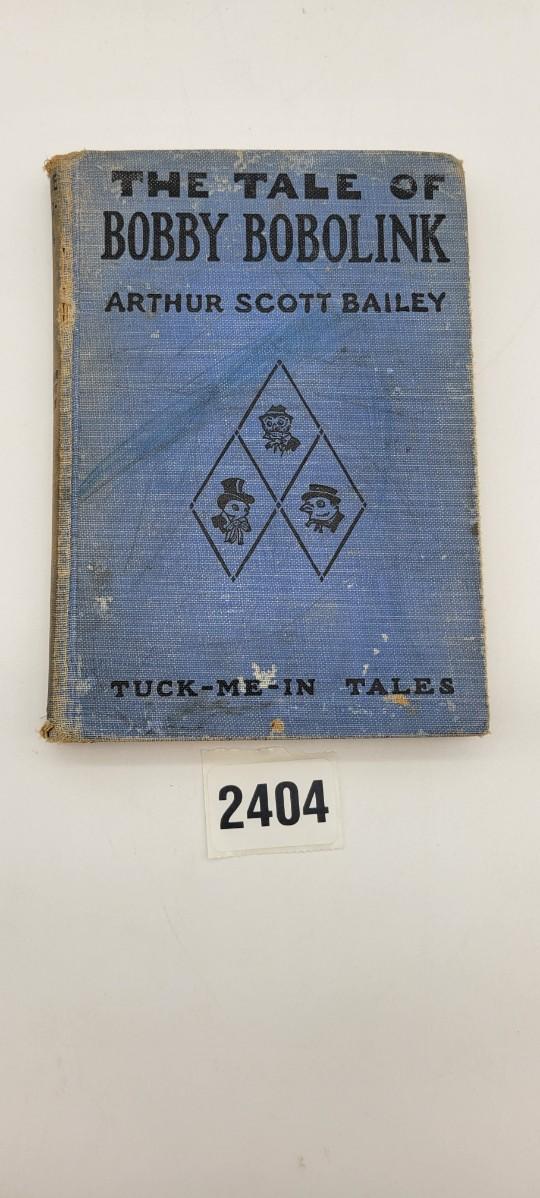 THE TALE OF
BOBBY BOBOLINK
ARTHUR SCOTT BAILEY
TUCK-ME-IN TALES
2404